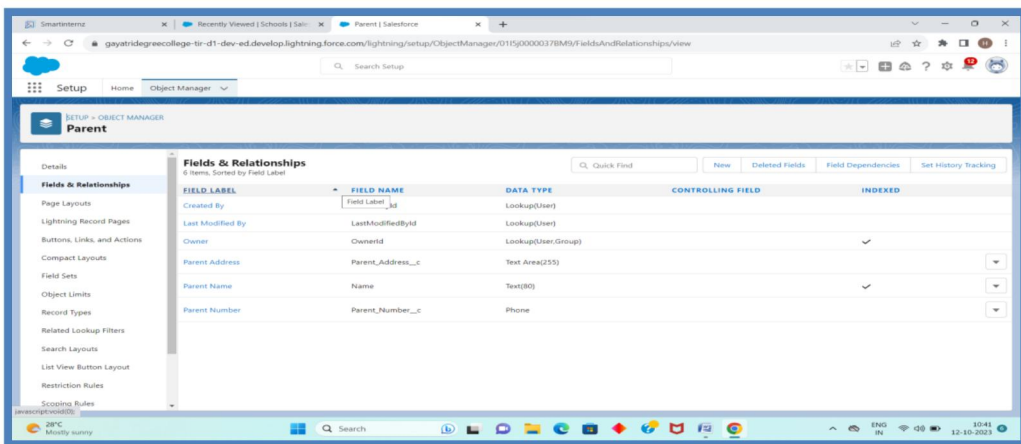 Smartinternz
Recently Viewed | Schools | Sale
Parent | Salesforce
gayatridegreecollege-tir-d1-dev-ed.develop.lightning.force.com/lightning/setup/ObjectManager/01I5j0000037BM9/FieldsAndRelationships/view
H
Search Setup
12
Setup Home Object Manager
SETUP > OBJECT MANAGER
Parent
Details
Fields & Relationships
Page Layouts
Lightning Record Pages
Buttons, Links, and Actions
Compact Layouts
Field Sets
Object Limits
Record Types
Related Lookup Filters
Search Layouts
List View Button Layout
Restriction Rules
Scoping Rules
Fields & Relationships
6 Items, Sorted by Field Label
Quick Find New Deleted Fields Field Dependencies Set History Tracking
FIELD LABEL FIELD NAME DATA TYPE CONTROLLING FIELD INDEXED
Field Label
Created By Lookup(User)
Last Modified By LastModifiedById Lookup(User)
Owner OwnerId Lookup(User,Group)
Parent Address Parent_Address__c Text Area(255)
Parent Name Name Text(80)
Parent Number Parent_Number__c Phone
javascript:void(0);
28°C
Mostly sunny
Search
ENG
IN
10:41
12-10-2023